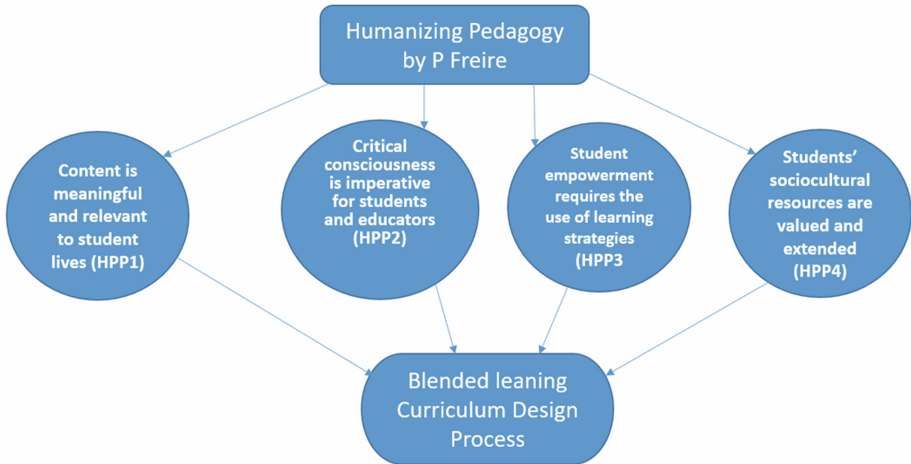 Humanizing Pedagogy
by P Freire
Content is
meaningful
and relevant
to student
lives (HPP1)
Critical
consciousness
is imperative
for students
and educators
(HPP2)
Student
empowerment
requires the
use of learning
strategies
(HPP3
Students’
sociocultural
resources are
valued and
extended
(HPP4)
Blended leaning
Curriculum Design
Process